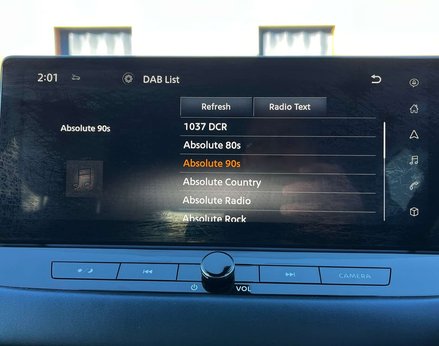 2:01 DAB List
Refresh Radio Text
Absolute 90s
1037 DCR
Absolute 80s
Absolute 90s
Absolute Country
Absolute Radio
Absolute Rock
VOL
CAMERA